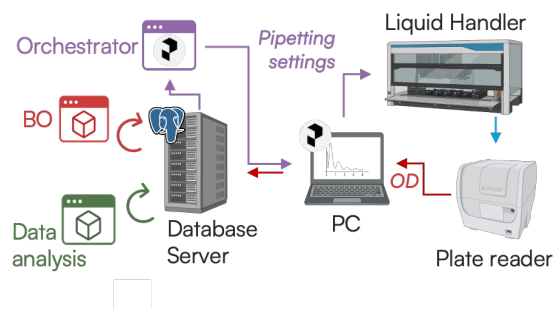 Liquid Handler
Orchestrator
Pipetting
settings
BO
OD
PC
Database
Server
Data
analysis
Plate reader